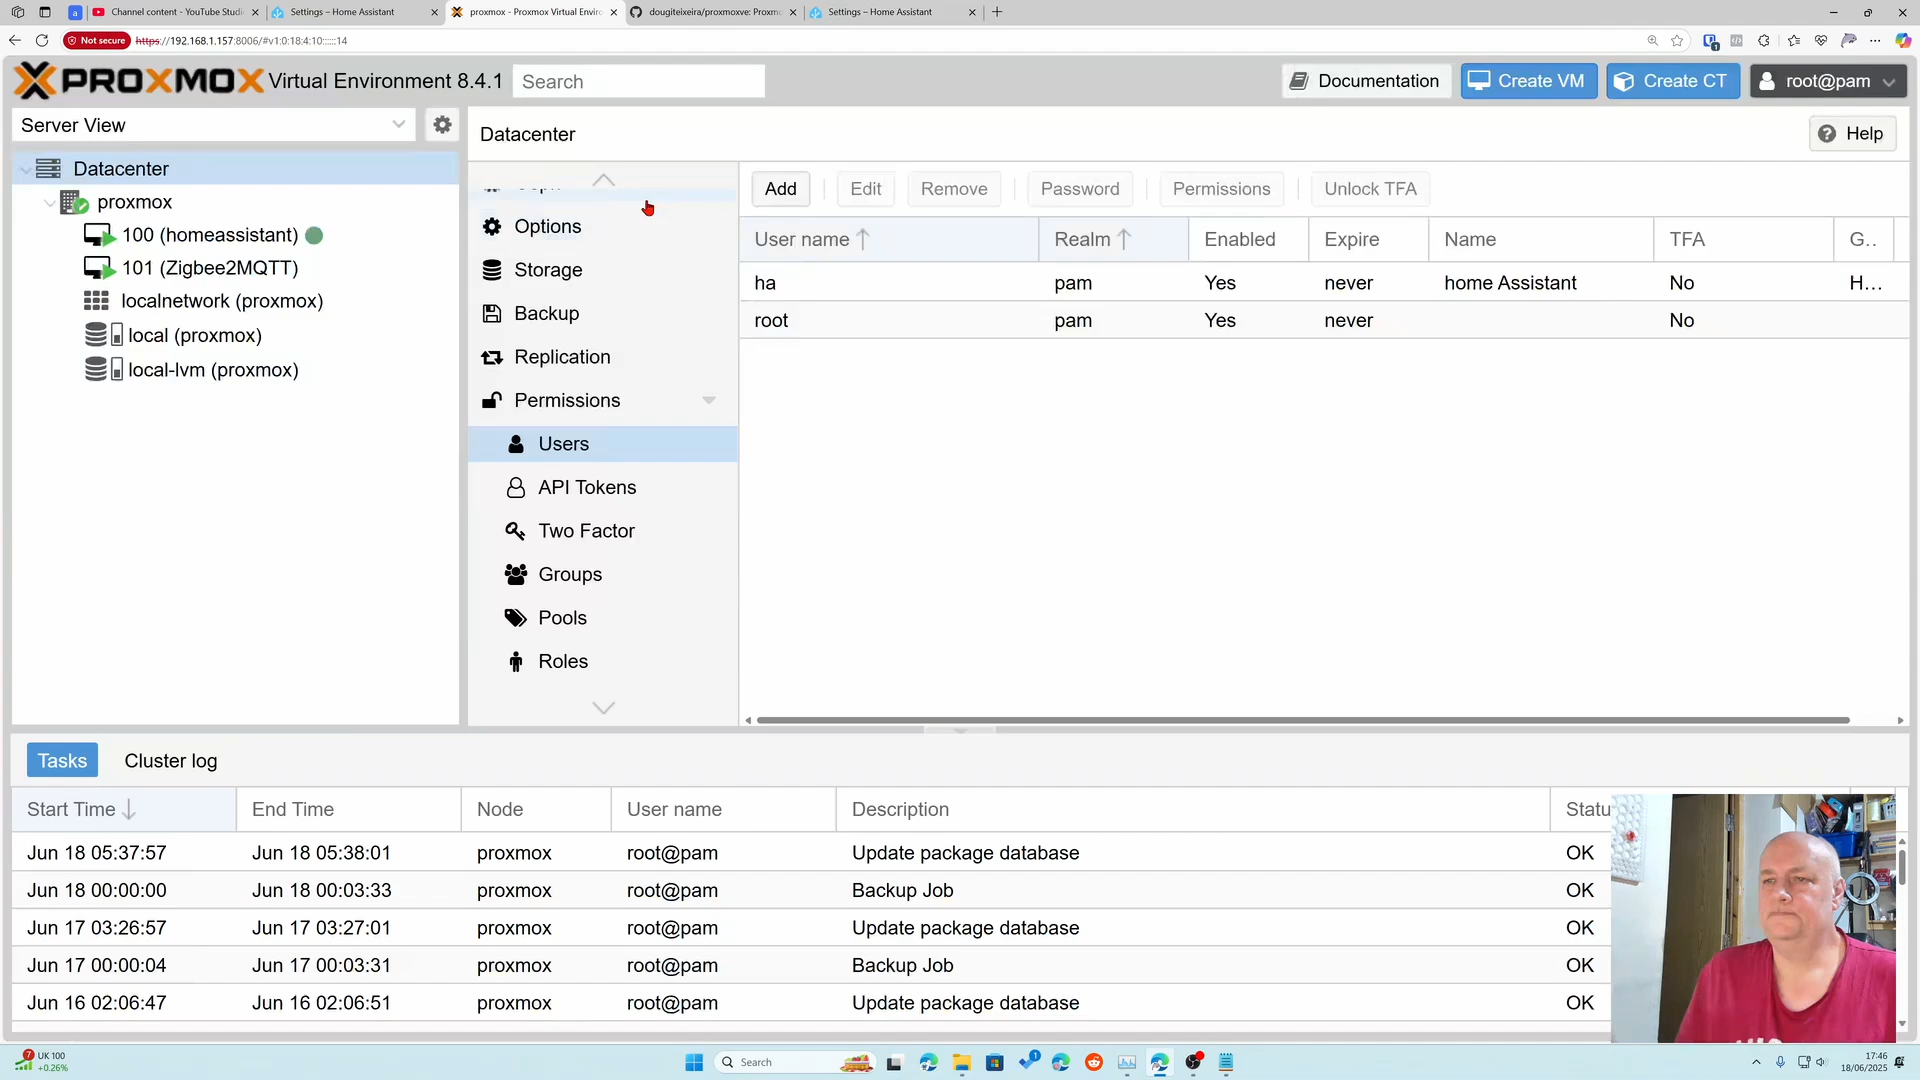 Channel content - YouTube Studi
Settings – Home Assistant
proxmox - Proxmox Virtual Enviro
dougiteixeira/proxmoxve: Proxmo
Settings – Home Assistant
Not secure
https://192.168.1.157:8006/#v1:0:18:4:10::::::14
PROXMOX Virtual Environment 8.4.1
Search
Documentation
Create VM
Create CT
root@pam
Server View
Datacenter
Help
Datacenter
proxmox
100 (homeassistant)
101 (Zigbee2MQTT)
localnetwork (proxmox)
local (proxmox)
local-lvm (proxmox)
Options
Storage
Backup
Replication
Permissions
Users
API Tokens
Two Factor
Groups
Pools
Roles
Add
Edit
Remove
Password
Permissions
Unlock TFA
User name
Realm
Enabled
Expire
Name
TFA
G..
ha
pam
Yes
never
home Assistant
No
H...
root
pam
Yes
never
No
Tasks
Cluster log
Start Time
End Time
Node
User name
Description
Statu
Jun 18 05:37:57
Jun 18 05:38:01
proxmox
root@pam
Update package database
OK
Jun 18 00:00:00
Jun 18 00:03:33
proxmox
root@pam
Backup Job
OK
Jun 17 03:26:57
Jun 17 03:27:01
proxmox
root@pam
Update package database
OK
Jun 17 00:00:04
Jun 17 00:03:31
proxmox
root@pam
Backup Job
OK
Jun 16 02:06:47
Jun 16 02:06:51
proxmox
root@pam
Update package database
OK
7
UK 100
+0.26%
Search
1
17:46
18/06/2025